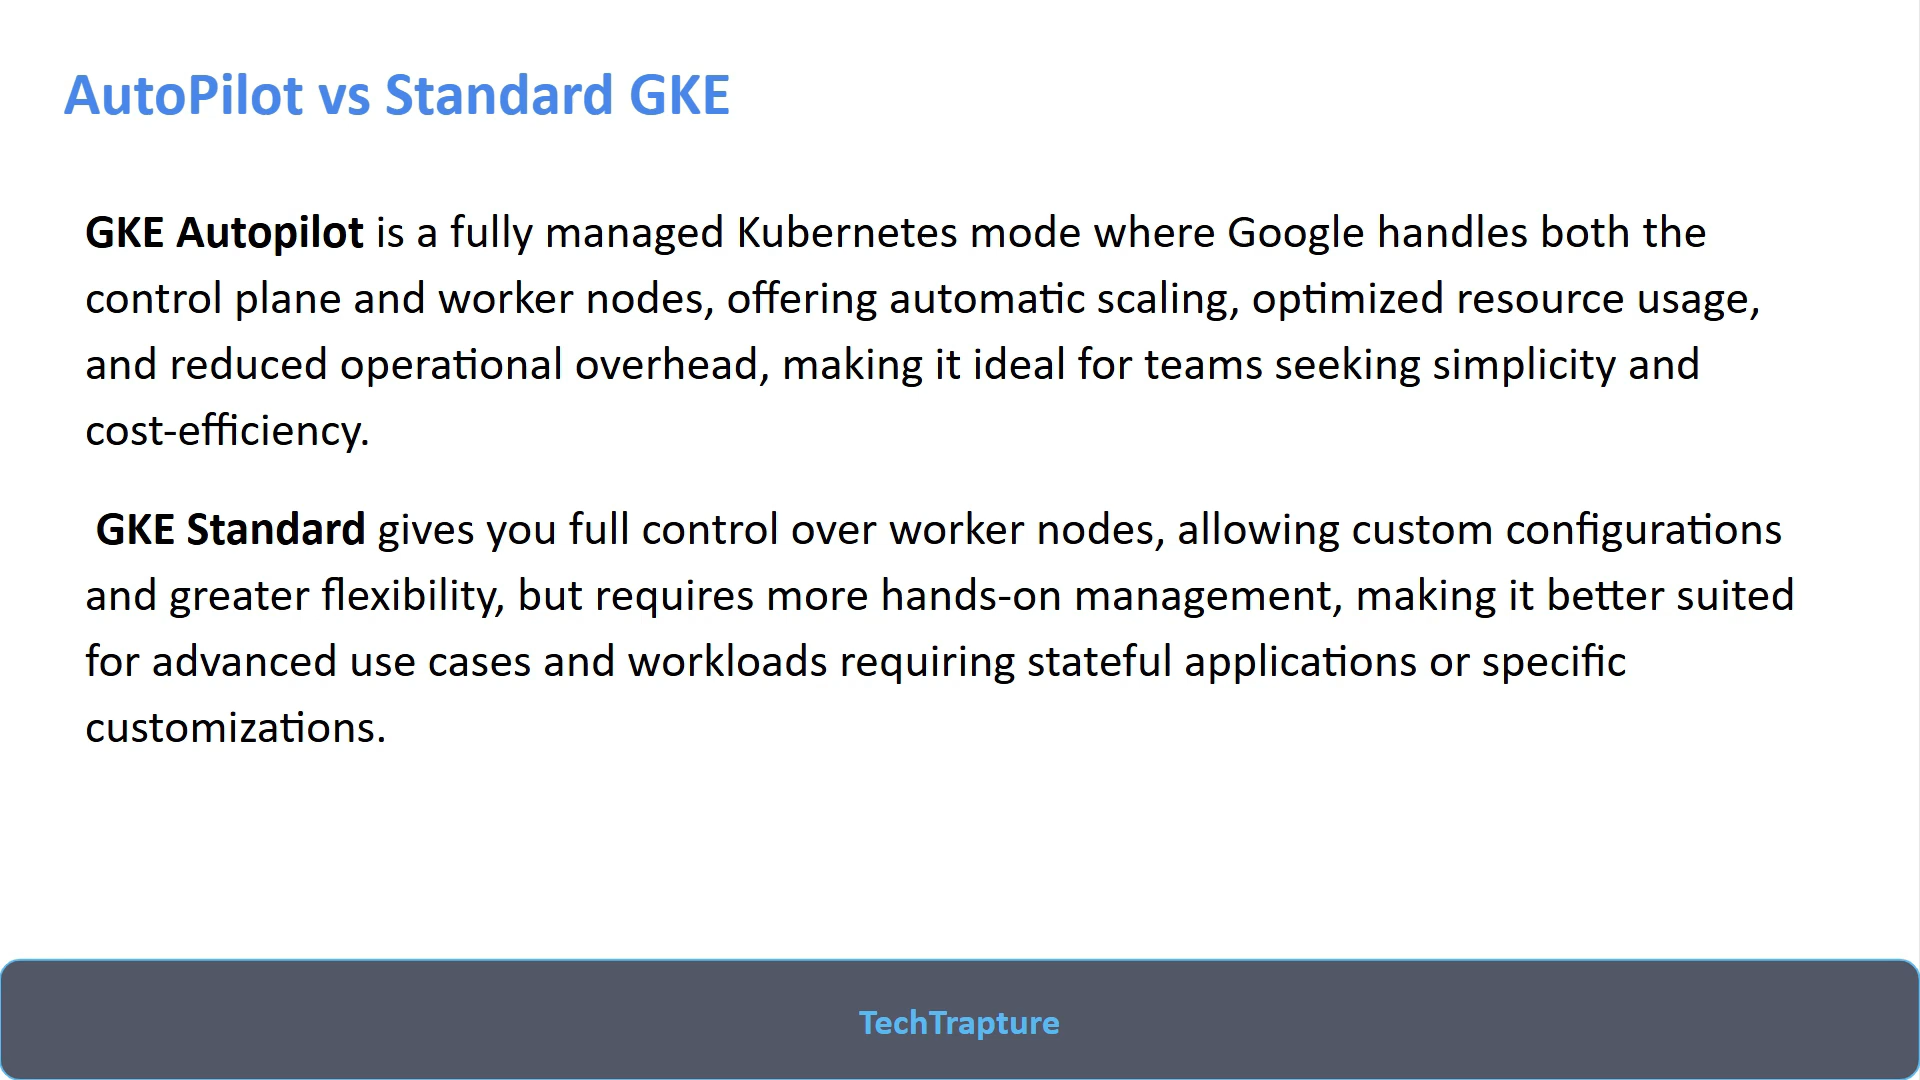 AutoPilot vs Standard GKE
GKE Autopilot is a fully managed Kubernetes mode where Google handles both the
control plane and worker nodes, offering automatic scaling, optimized resource usage,
and reduced operational overhead, making it ideal for teams seeking simplicity and
cost-efficiency.
GKE Standard gives you full control over worker nodes, allowing custom configurations
and greater flexibility, but requires more hands-on management, making it better suited
for advanced use cases and workloads requiring stateful applications or specific
customizations.
TechTrapture